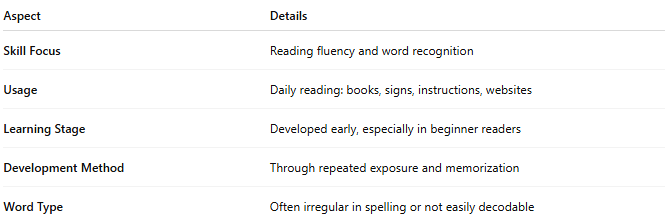 Aspect Details
Skill Focus Reading fluency and word recognition
Usage Daily reading: books, signs, instructions, websites
Learning Stage Developed early, especially in beginner readers
Development Method Through repeated exposure and memorization
Word Type Often irregular in spelling or not easily decodable